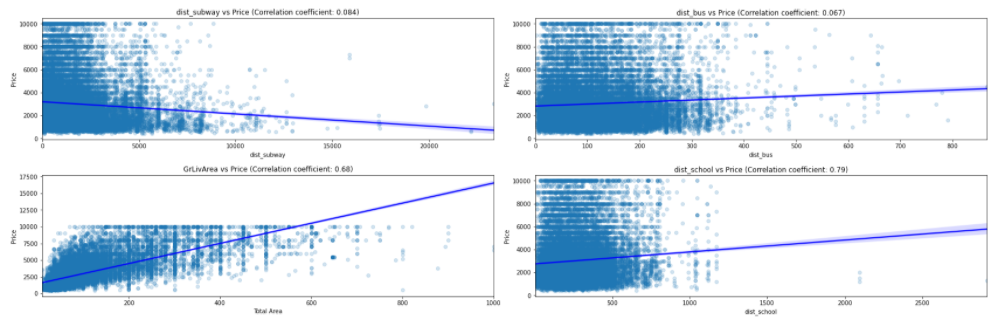 dist_subway vs Price (Correlation coefficient: 0.084)
10000
8000
6000
4000
2000
0
Price
0 5000 10000 15000 20000
dist_subway
dist_bus vs Price (Correlation coefficient: 0.067)
10000
8000
6000
4000
2000
0
Price
0 100 200 300 400 500 600 700 800
dist_bus
GrLivArea vs Price (Correlation coefficient: 0.68)
17500
15000
12500
10000
7500
5000
2500
Price
200 400 600 800 1000
Total Area
dist_school vs Price (Correlation coefficient: 0.79)
10000
8000
6000
4000
2000
0
Price
500 1000 1500 2000 2500
dist_school